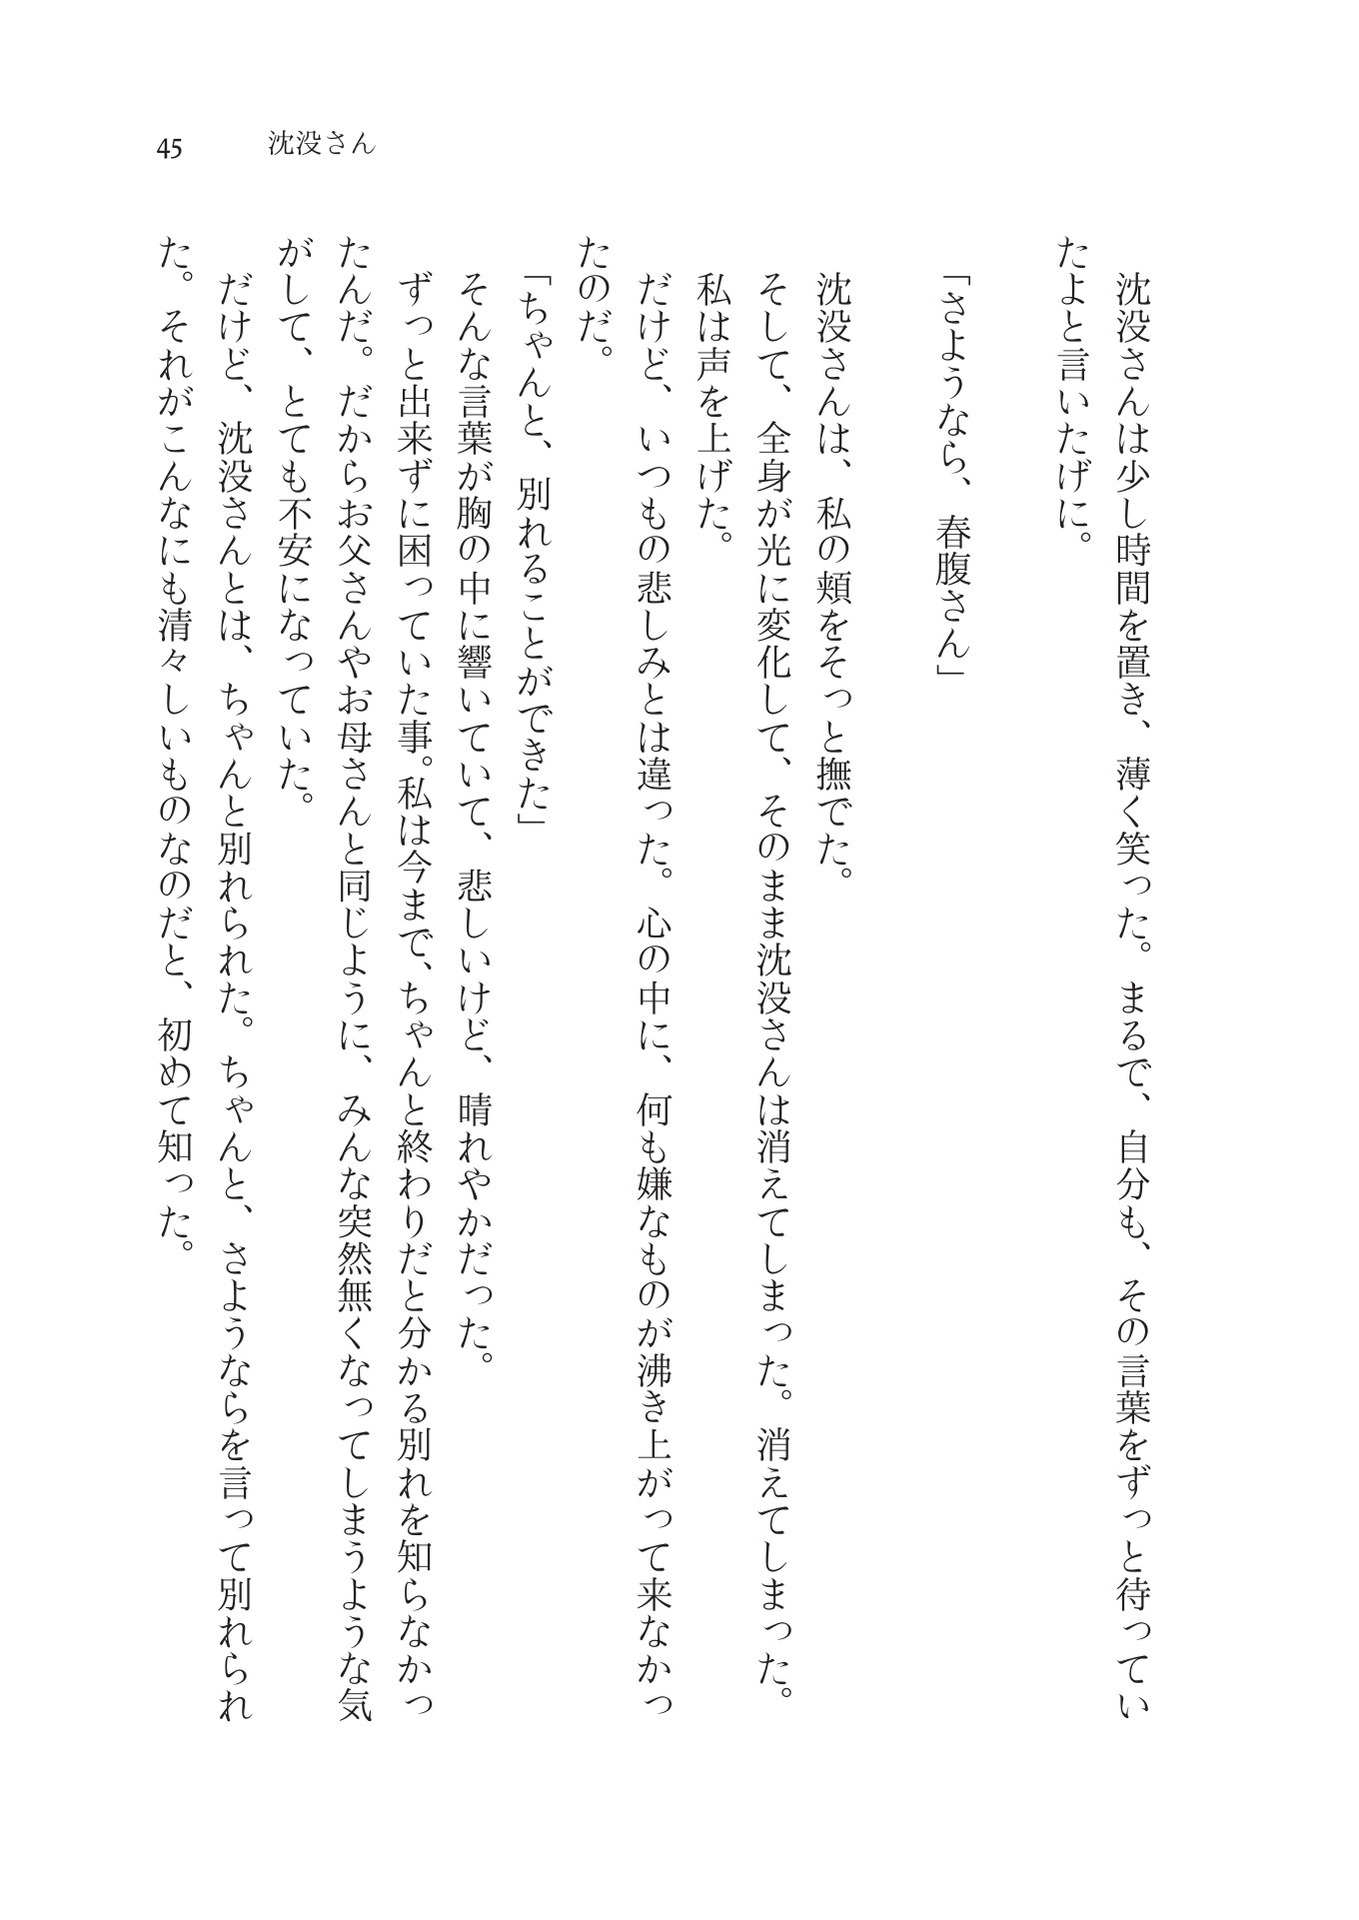 45 沈没さん
沈没さんは少し時間を置き、薄く笑った。まるで、自分も、その言葉をずっと待ってい
たよと言いたげに。
「さようなら、春腹さん」
沈没さんは、私の頬をそっと撫でた。
そして、全身が光に変化して、そのまま沈没さんは消えてしまった。消えてしまった。
私は声を上げた。
だけど、いつもの悲しみとは違った。心の中に、何も嫌なものが沸き上がって来なかっ
たのだ。
「ちゃんと、別れることができた」
そんな言葉が胸の中に響いていて、悲しいけど、晴れやかだった。
ずっと出来ずに困っていた事。私は今まで、ちゃんと終わりだと分かる別れを知らなかっ
たんだ。だからお父さんやお母さんと同じように、みんな突然無くなってしまうような気
がして、とても不安になっていた。
だけど、沈没さんとは、ちゃんと別れられた。ちゃんと、さようならを言って別れられ
た。それがこんなにも清々しいものなのだと、初めて知った。